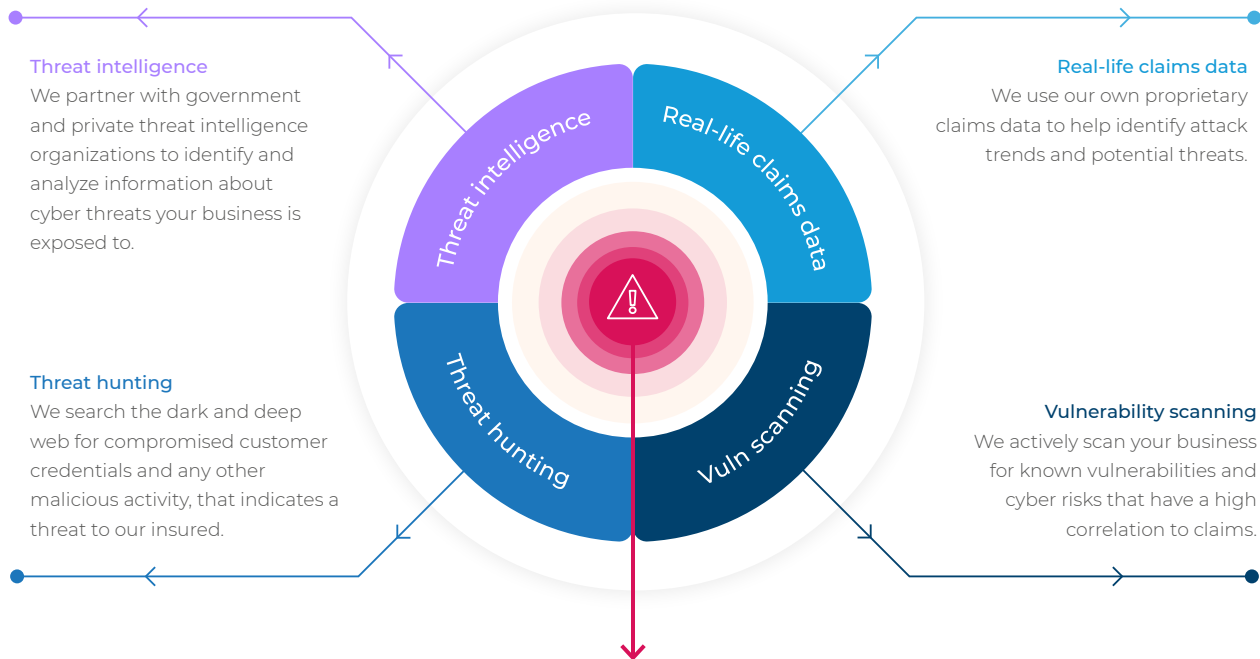 Threat intelligence
We partner with government
and private threat intelligence
organizations to identify and
analyze information about
cyber threats your business is
exposed to.
Real-life claims data
We use our own proprietary
claims data to help identify attack
trends and potential threats.
Threat intelligence
Real-life claims data
Threat hunting
Vuln scanning
Threat hunting
We search the dark and deep
web for compromised customer
credentials and any other
malicious activity, that indicates a
threat to our insured.
Vulnerability scanning
We actively scan your business
for known vulnerabilities and
cyber risks that have a high
correlation to claims.